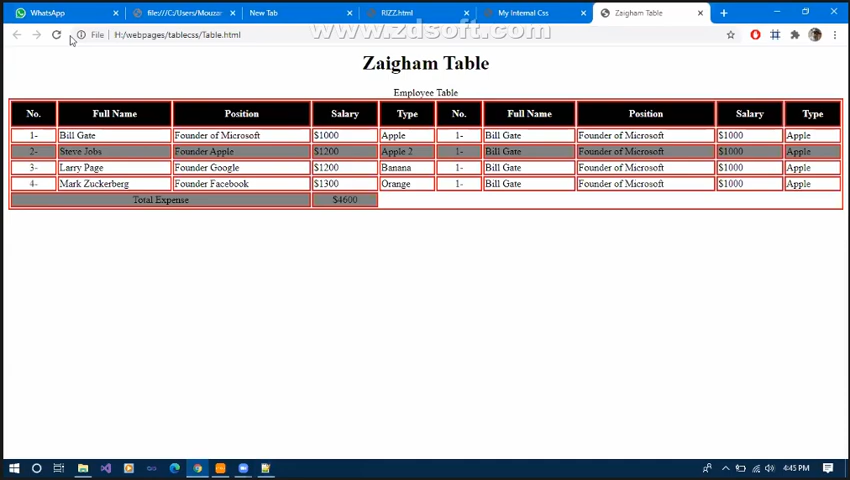 WhatsApp
file:///C:/Users/Mouzar
New Tab
RIZZ.html
My Internal Css
Zaigham Table
www.zdsoft.com
File
H:/webpages/tablecss/Table.html
Zaigham Table
Employee Table
No. Full Name Position Salary Type No. Full Name Position Salary Type
1- Bill Gate Founder of Microsoft $1000 Apple 1- Bill Gate Founder of Microsoft $1000 Apple
2- Steve Jobs Founder Apple $1200 Apple 2 1- Bill Gate Founder of Microsoft $1000 Apple
3- Larry Page Founder Google $1200 Banana 1- Bill Gate Founder of Microsoft $1000 Apple
4- Mark Zuckerberg Founder Facebook $1300 Orange 1- Bill Gate Founder of Microsoft $1000 Apple
Total Expense $4600
4:45 PM